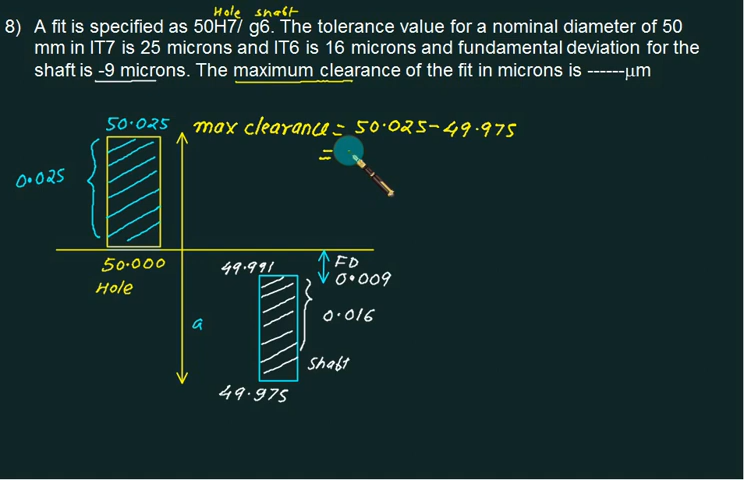 Hole shaft
8) A fit is specified as 50H7/ g6. The tolerance value for a nominal diameter of 50
mm in IT7 is 25 microns and IT6 is 16 microns and fundamental deviation for the
shaft is -9 microns. The maximum clearance of the fit in microns is ------μm
50.025 max clearance = 50.025-49.975
=
0.025
50.000 49.991 FD
Hole 0.009
a 0.016
shaft
49.975